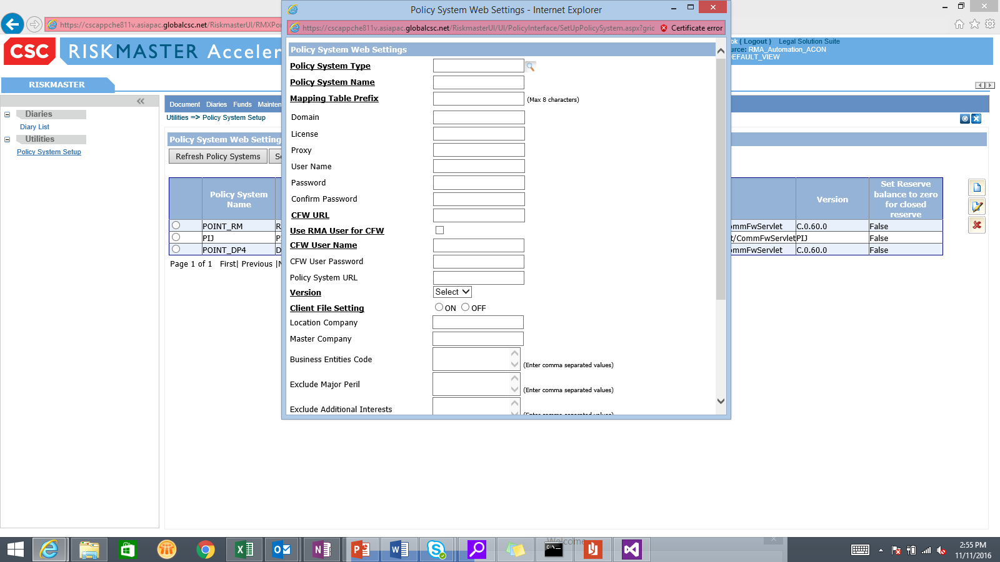 Policy System Web Settings - Internet Explorer
https://cscappche811v.asiapac.globalcsc.net/RiskmasterUI/RMXPor
https://cscappche811v.asiapac.globalcsc.net/RiskmasterUI/UI/PolicyInterface/SetUpPolicySystem.aspx?gric
Certificate error
CSC
RISKMASTER Acceler
ok ( Logout ) Legal Solution Suite
urce: RMA_Automation_ACON
DEFAULT_VIEW
RISKMASTER
Diaries
Diary List
Utilities
Policy System Setup
Document Diaries Funds Mainten
Utilities => Policy System Setup
Policy System Web Setting
Refresh Policy Systems
Policy System Name
Version
Set Reserve balance to zero for closed reserve
POINT_RM R ommFwServlet C.0.60.0 False
PIJ P t/CommFwServlet PIJ False
POINT_DP4 D ommFwServlet C.0.60.0 False
Page 1 of 1 First| Previous |N
Policy System Web Settings
Policy System Type
Policy System Name
Mapping Table Prefix (Max 8 characters)
Domain
License
Proxy
User Name
Password
Confirm Password
CFW URL
Use RMA User for CFW
CFW User Name
CFW User Password
Policy System URL
Version Select
Client File Setting ON OFF
Location Company
Master Company
Business Entities Code (Enter comma separated values)
Exclude Major Peril (Enter comma separated values)
Exclude Additional Interests (Enter comma separated values)
Welcome
2:55 PM
11/11/2016